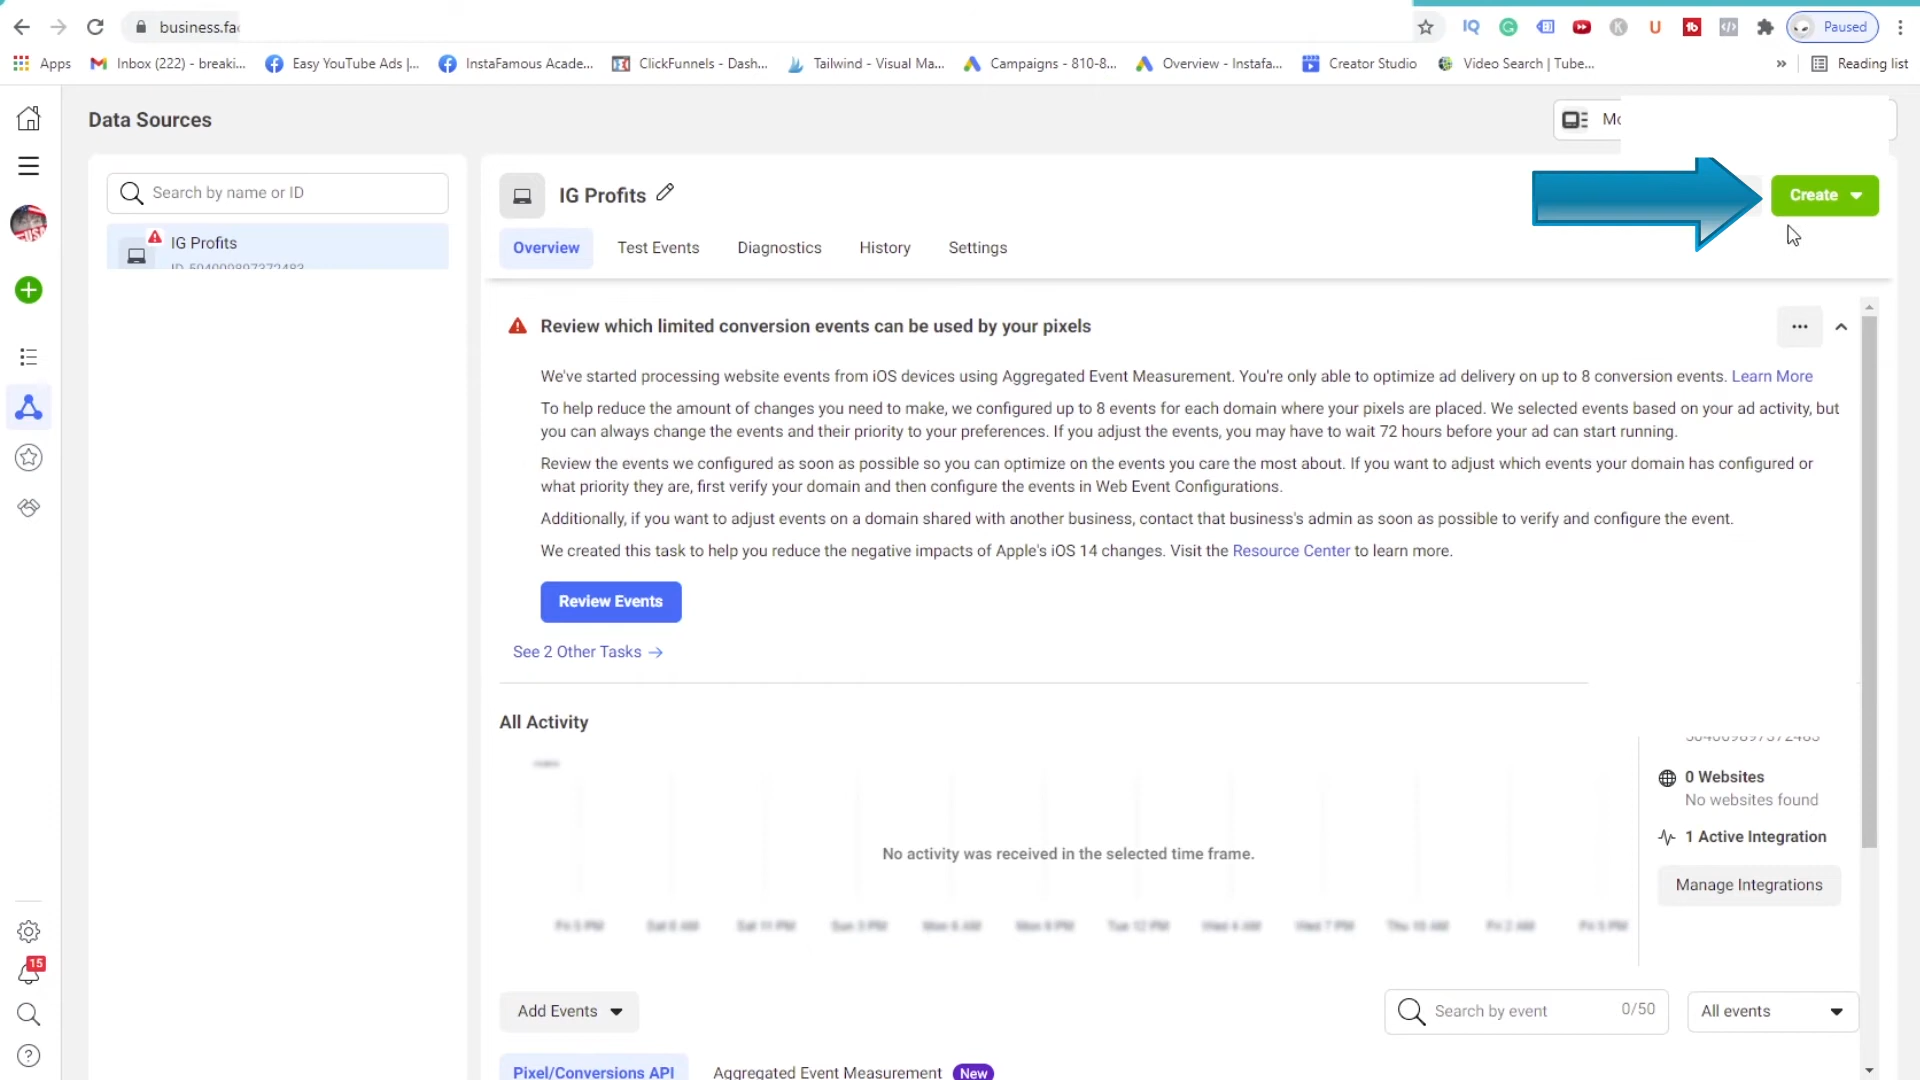 business.fac
Paused
Apps
Inbox (222) - breaki...
Easy YouTube Ads |...
InstaFamous Acade...
ClickFunnels - Dash...
Tailwind - Visual Ma...
Campaigns - 810-8...
Overview - Instafa...
Creator Studio
Video Search | Tube...
»
Reading list
Data Sources
Search by name or ID
IG Profits
IG Profits
Create
Overview
Test Events
Diagnostics
History
Settings
Review which limited conversion events can be used by your pixels
We've started processing website events from iOS devices using Aggregated Event Measurement. You're only able to optimize ad delivery on up to 8 conversion events. Learn More
To help reduce the amount of changes you need to make, we configured up to 8 events for each domain where your pixels are placed. We selected events based on your ad activity, but
you can always change the events and their priority to your preferences. If you adjust the events, you may have to wait 72 hours before your ad can start running.
Review the events we configured as soon as possible so you can optimize on the events you care the most about. If you want to adjust which events your domain has configured or
what priority they are, first verify your domain and then configure the events in Web Event Configurations.
Additionally, if you want to adjust events on a domain shared with another business, contact that business's admin as soon as possible to verify and configure the event.
We created this task to help you reduce the negative impacts of Apple's iOS 14 changes. Visit the Resource Center to learn more.
Review Events
See 2 Other Tasks →
All Activity
No activity was received in the selected time frame.
0 Websites
No websites found
1 Active Integration
Manage Integrations
15
Add Events
Search by event 0/50
All events
Pixel/Conversions API
Aggregated Event Measurement New